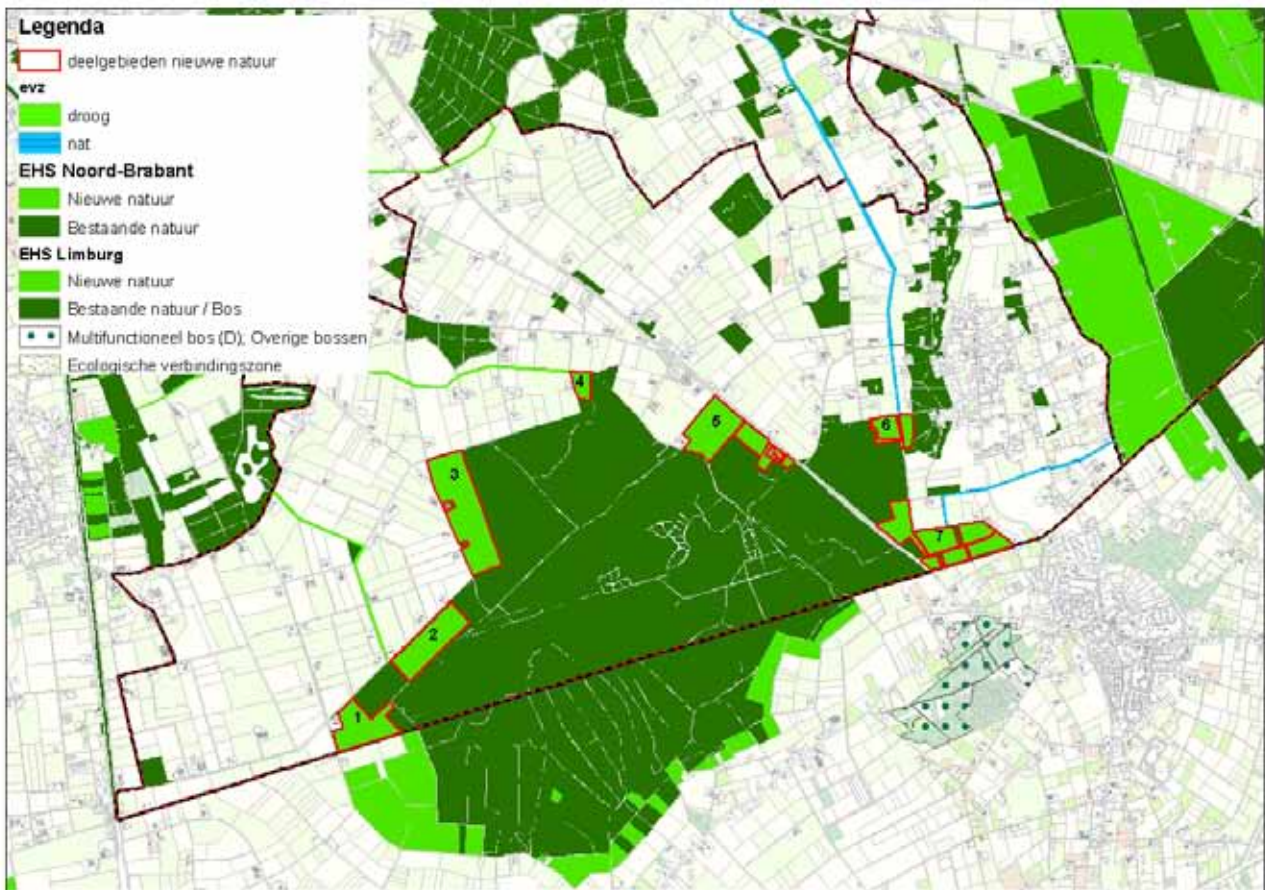 Legenda
deelgebieden nieuwe natuur
evz
droog
nat
EHS Noord-Brabant
Nieuwe natuur
Bestaande natuur
EHS Limburg
Nieuwe natuur
Bestaande natuur / Bos
Multifunctioneel bos (D); Overige bossen
Ecologische verbindingszone
4
5
6
3
7
2
1